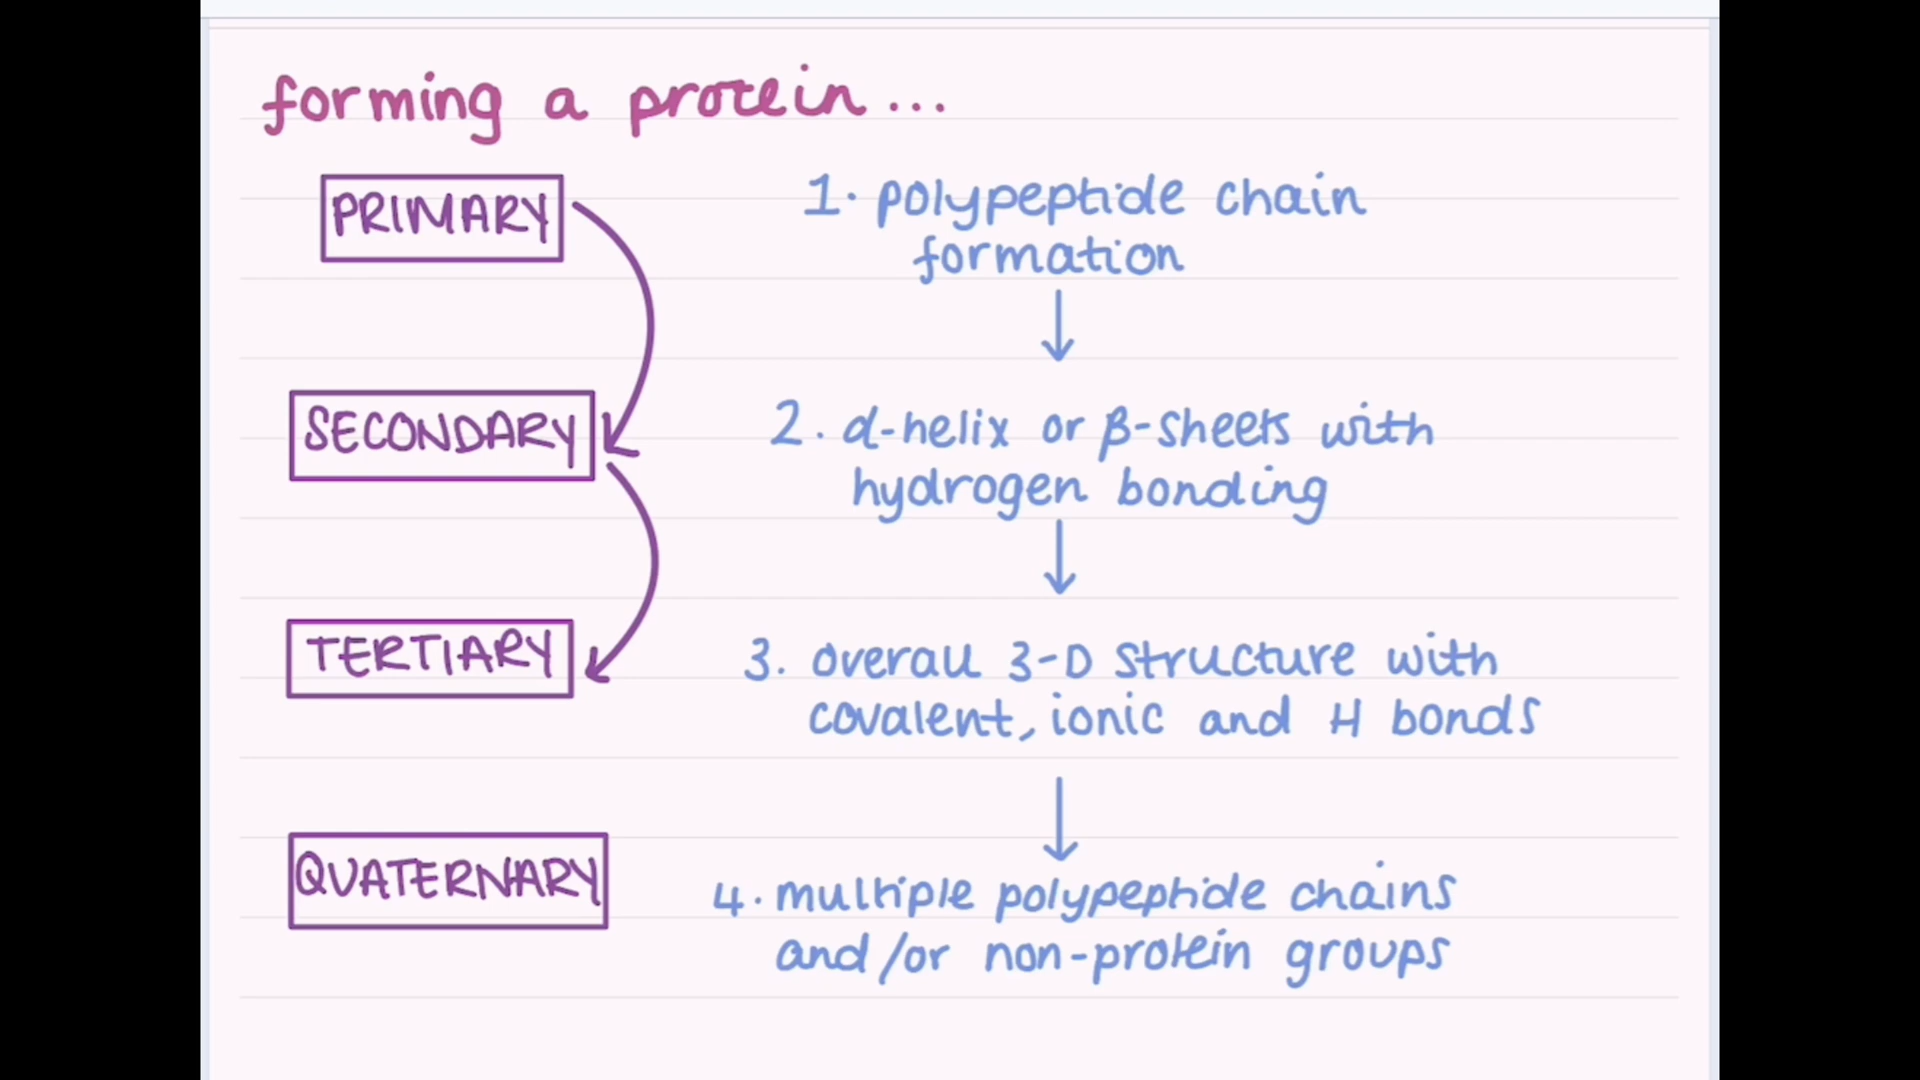 forming a protein...
PRIMARY
1. polypeptide chain
formation
SECONDARY
2. α-helix or β-sheets with
hydrogen bonding
TERTIARY
3. overall 3-D structure with
covalent, ionic and H bonds
QUATERNARY
4. multiple polypeptide chains
and/or non-protein groups